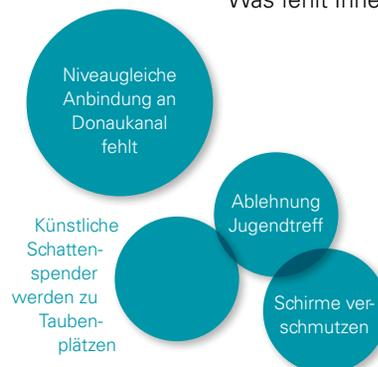 Was fehlt Ihne
Niveaugleiche
Anbindung an
Donaukanal
fehlt
Ablehnung
Jugendtreff
Künstliche
Schatten-
spender
werden zu
Tauben-
plätzen
Schirme ver-
schmutzen